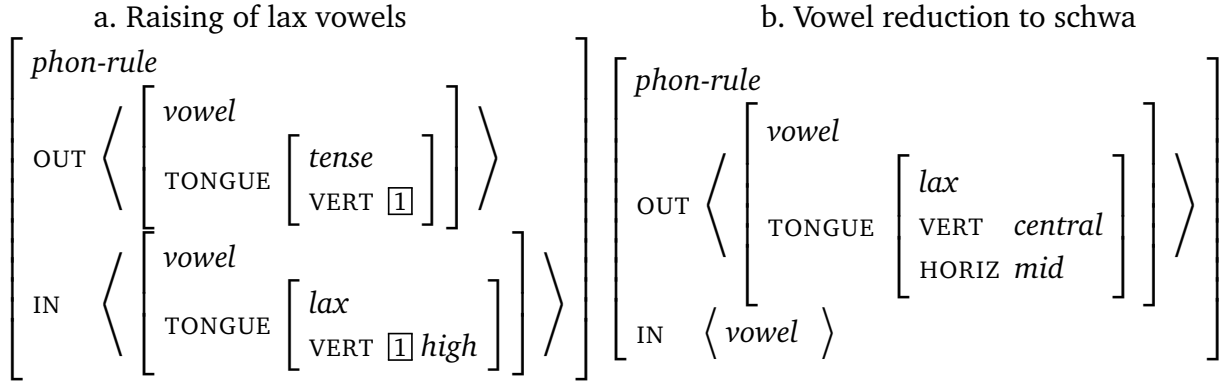 a. Raising of lax vowels
phon-rule
OUT ⟨ vowel
TONGUE tense
VERT 1 ⟩
IN ⟨ vowel
TONGUE lax
VERT 1 high ⟩
b. Vowel reduction to schwa
phon-rule
OUT ⟨ vowel
TONGUE lax
VERT central
HORIZ mid ⟩
IN ⟨ vowel ⟩